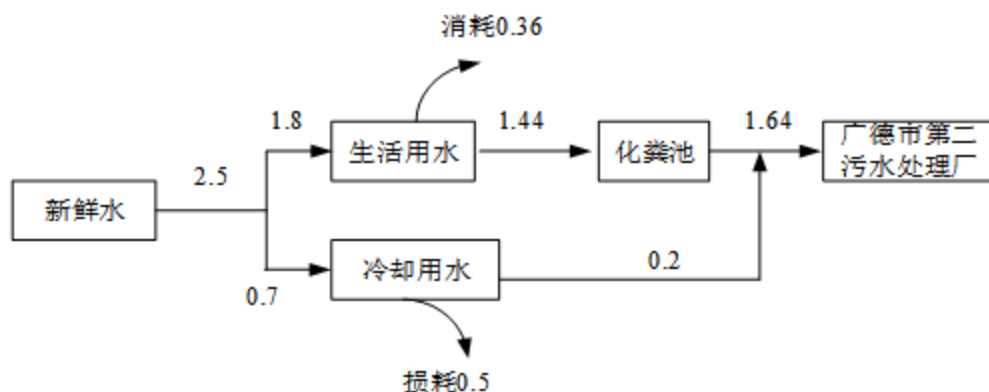 消耗0.36
1.8
生活用水
1.44
化粪池
1.64
广德市第二
污水处理厂
2.5
新鲜水
冷却用水
0.2
0.7
损耗0.5